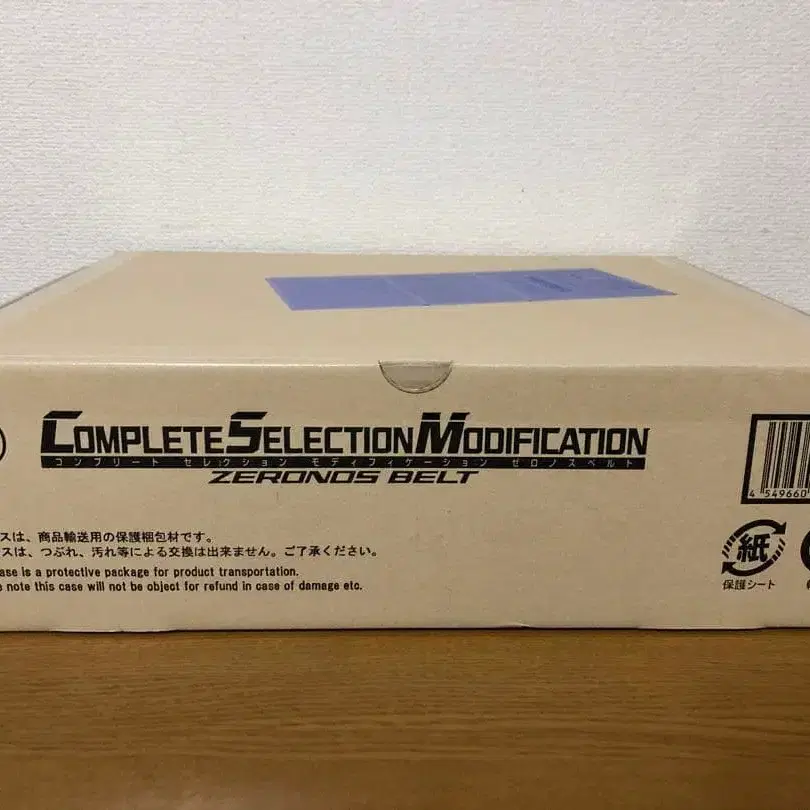 COMPLETE SELECTION MODIFICATION
コンプリート セレクション モディフィケーション ゼロノスベルト
ZERONOS BELT
スは、商品輸送用の保護梱包材です。
スは、つぶれ、汚れ等による交換は出来ません。ご了承ください。
ase is a protective package for product transportation.
note this case will not be object for refund in case of damage etc.
4 549660
紙
保護シート